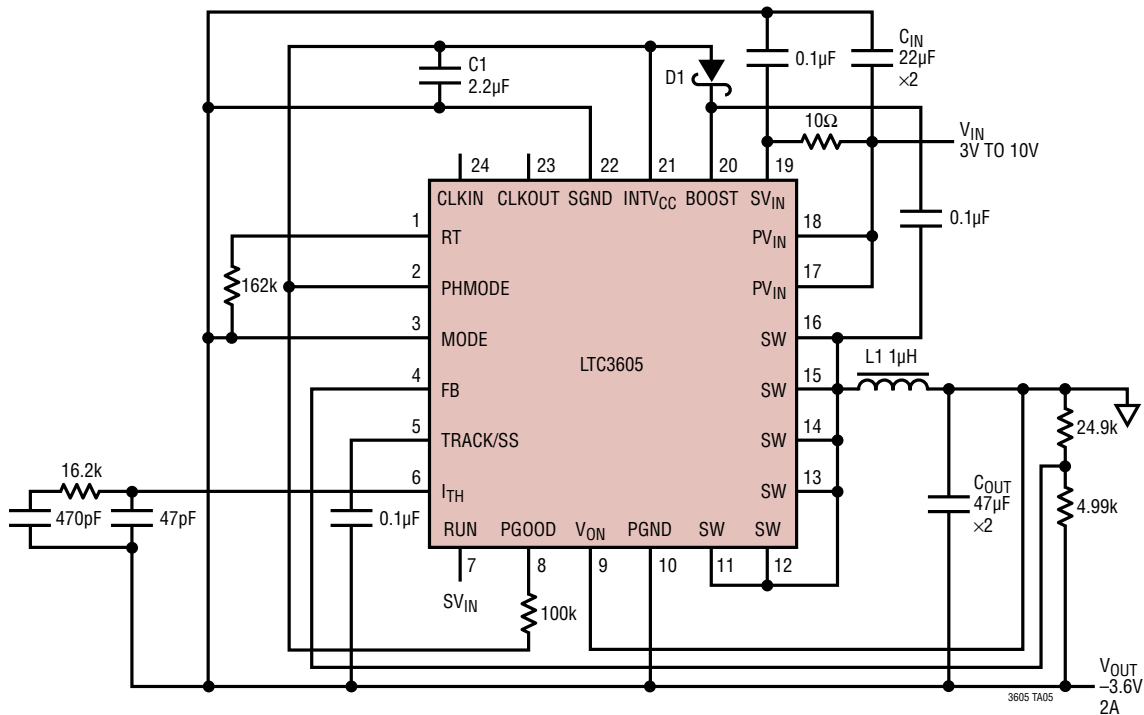 C1
2.2µF
D1
0.1µF
C_IN
22µF
×2
10Ω
V_IN
3V TO 10V
0.1µF
24
23
22
21
20
19
CLKIN
CLKOUT
SGND
INTV_CC
BOOST
SV_IN
1
RT
18
PV_IN
162k
2
PHMODE
17
PV_IN
3
MODE
16
SW
LTC3605
L1 1µH
4
FB
15
SW
5
TRACK/SS
14
SW
24.9k
6
I_TH
13
SW
16.2k
470pF
47pF
0.1µF
C_OUT
47µF
×2
4.99k
RUN
PGOOD
V_ON
PGND
SW
SW
7
8
9
10
11
12
SV_IN
100k
V_OUT
–3.6V
2A
3605 TA05